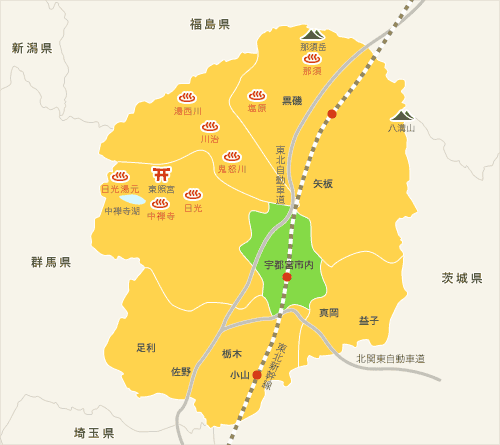 福島県
新潟県
那須岳
那須
塩原
黒磯
湯西川
八溝山
川治
東北自動車道
鬼怒川
矢板
日光湯元
東照宮
日光
中禅寺湖
中禅寺
群馬県
宇都宮市内
茨城県
真岡
益子
足利
栃木
東北新幹線
北関東自動車道
佐野
小山
埼玉県